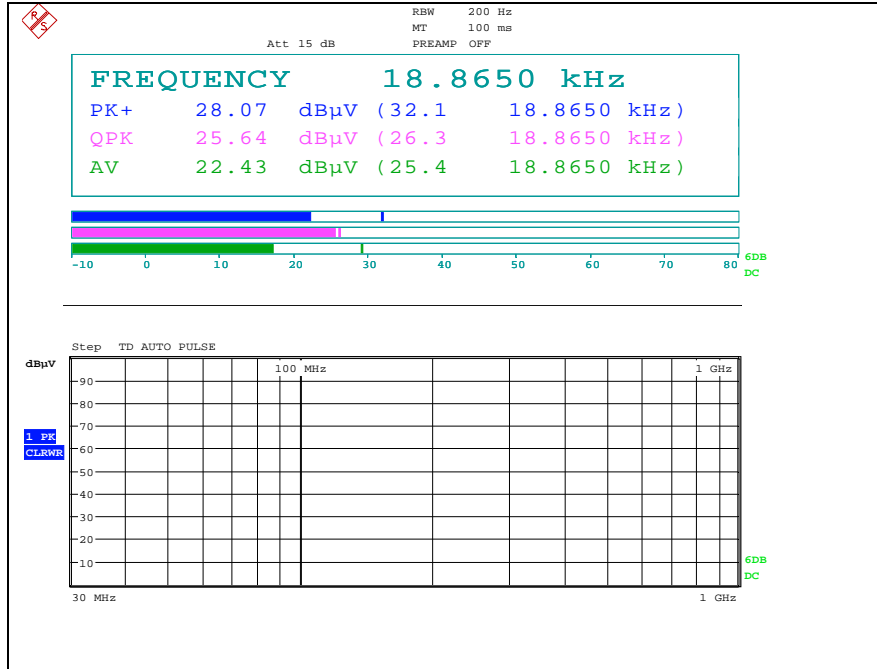 R&S
RBW 200 Hz
MT 100 ms
Att 15 dB PREAMP OFF
FREQUENCY 18.8650 kHz
PK+ 28.07 dBµV (32.1 18.8650 kHz)
QPK 25.64 dBµV (26.3 18.8650 kHz)
AV 22.43 dBµV (25.4 18.8650 kHz)
-10 0 10 20 30 40 50 60 70 80 6DB
DC
Step TD AUTO PULSE
dBµV
100 MHz 1 GHz
90
80
70
1 PK
CLRWR 60
50
40
30
20
10 6DB
DC
30 MHz 1 GHz